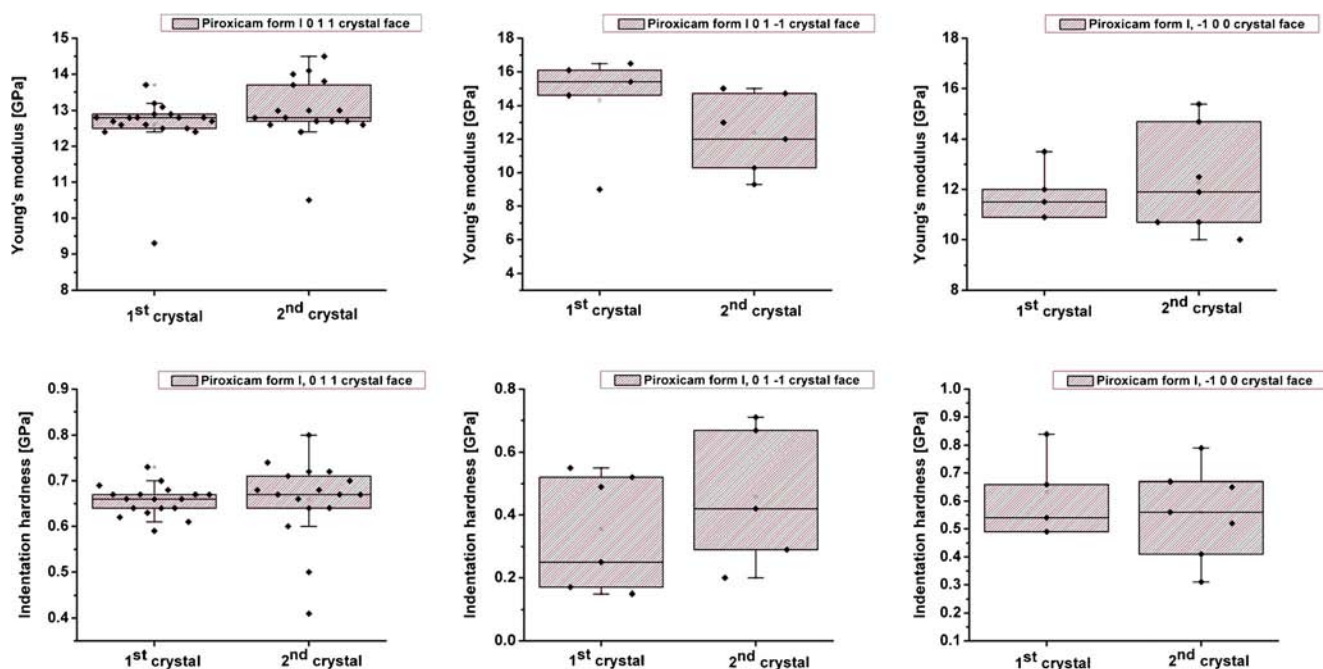 Piroxicam form I 0 1 1 crystal face
Young's modulus [GPa]
15
14
13
12
11
10
9
8
1st crystal
2nd crystal
Piroxicam form I 0 1 -1 crystal face
Young's modulus [GPa]
18
16
14
12
10
8
6
4
1st crystal
2nd crystal
Piroxicam form I, -1 0 0 crystal face
Young's modulus [GPa]
18
16
14
12
10
8
1st crystal
2nd crystal
Piroxicam form I, 0 1 1 crystal face
Indentation hardness [GPa]
0.9
0.8
0.7
0.6
0.5
0.4
1st crystal
2nd crystal
Piroxicam form I, 0 1 -1 crystal face
Indentation hardness [GPa]
0.8
0.6
0.4
0.2
0.0
1st crystal
2nd crystal
Piroxicam form I, -1 0 0 crystal face
Indentation hardness [GPa]
1.0
0.9
0.8
0.7
0.6
0.5
0.4
0.3
0.2
0.1
1st crystal
2nd crystal